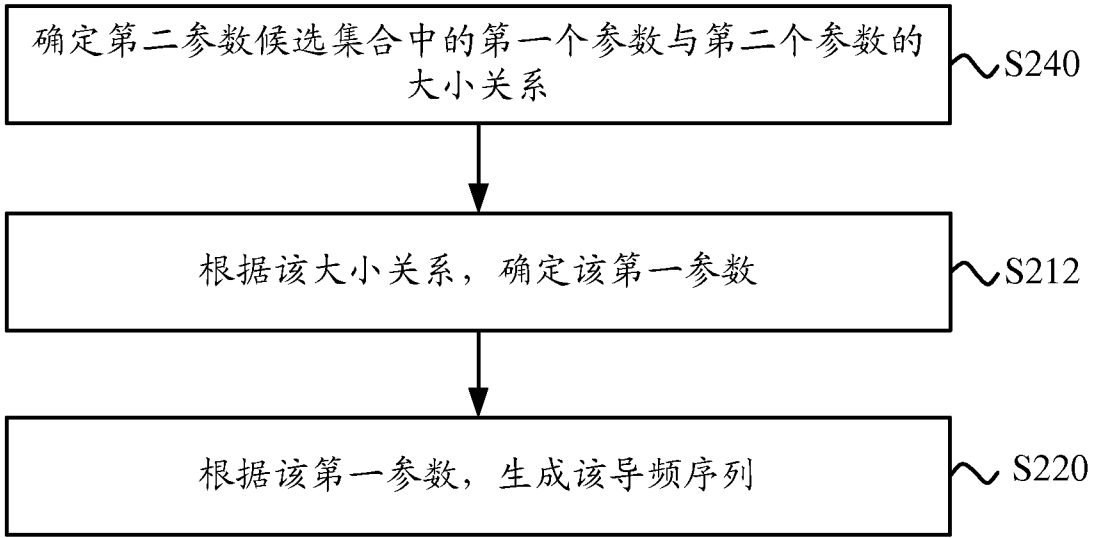 确定第二参数候选集合中的第一个参数与第二个参数的
大小关系
S240
根据该大小关系，确定该第一参数
S212
根据该第一参数，生成该导频序列
S220